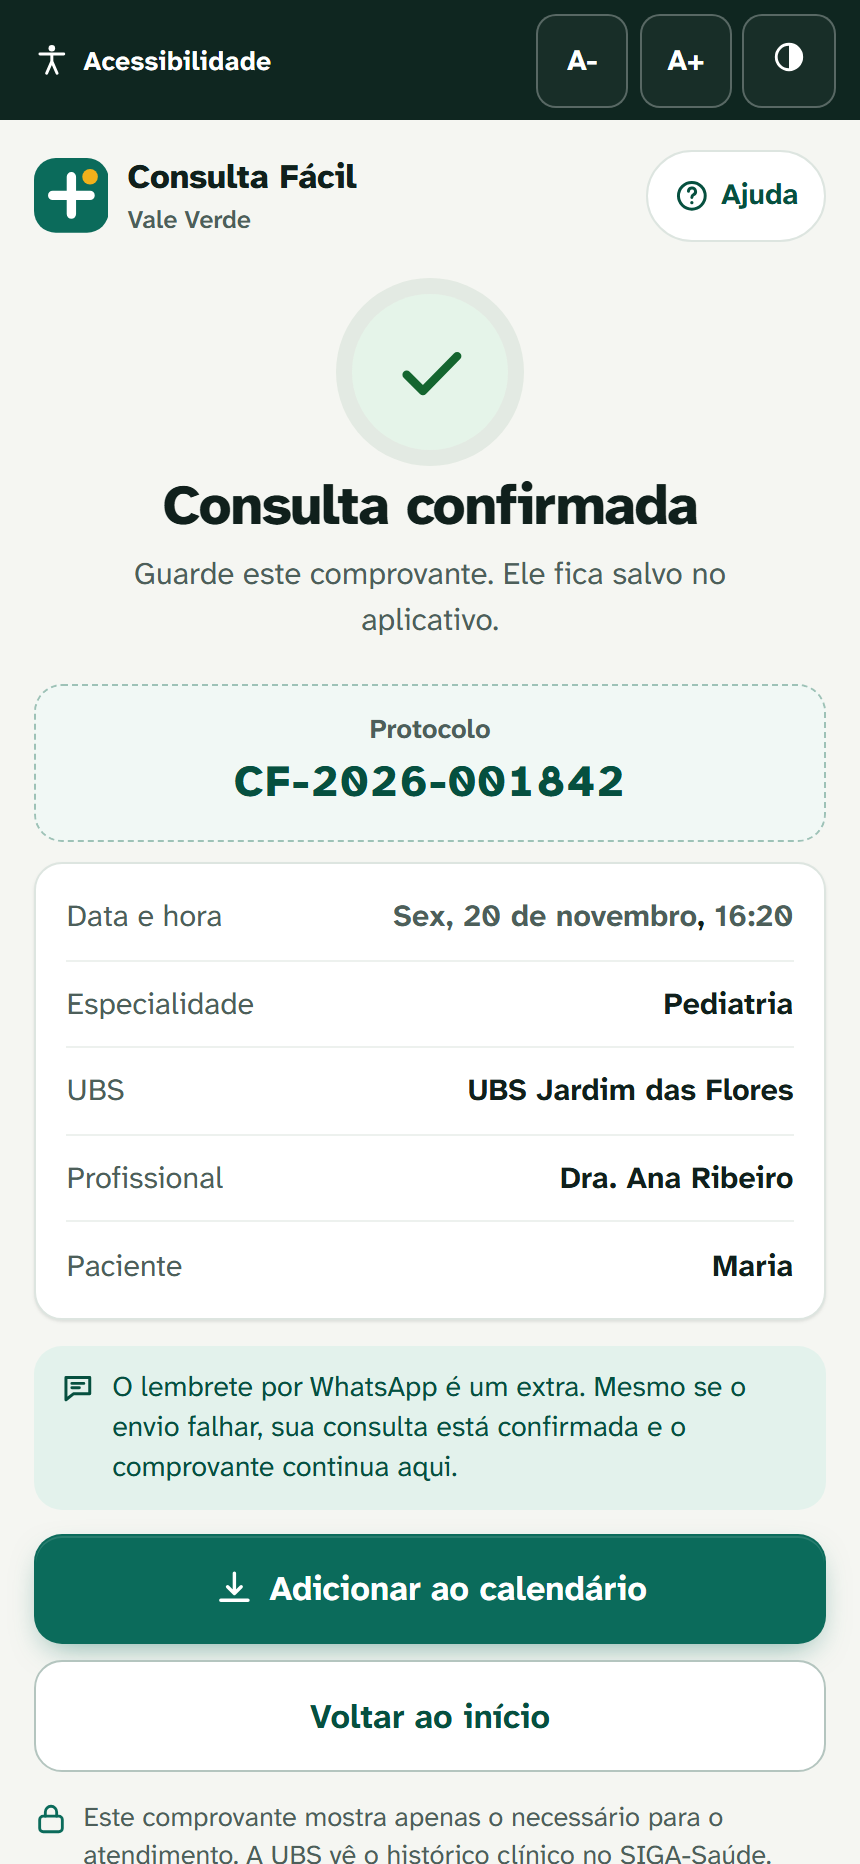 Acessibilidade
A-
A+
Consulta Fácil
Vale Verde
Ajuda
Consulta confirmada
Guarde este comprovante. Ele fica salvo no
aplicativo.
Protocolo
CF-2026-001842
Data e hora
Sex, 20 de novembro, 16:20
Especialidade
Pediatria
UBS
UBS Jardim das Flores
Profissional
Dra. Ana Ribeiro
Paciente
Maria
O lembrete por WhatsApp é um extra. Mesmo se o
envio falhar, sua consulta está confirmada e o
comprovante continua aqui.
Adicionar ao calendário
Voltar ao início
Este comprovante mostra apenas o necessário para o
atendimento. A UBS vê o histórico clínico no SIGA-Saúde.